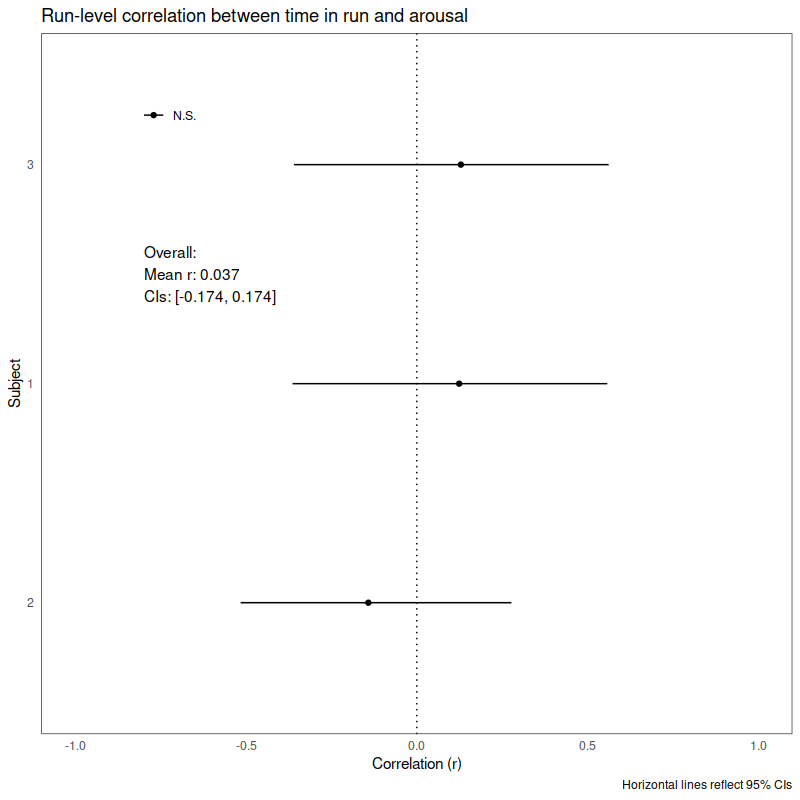 Run-level correlation between time in run and arousal
N.S.
3
Overall:
Mean r: 0.037
CIs: [-0.174, 0.174]
Subject
1
2
-1.0 -0.5 0.0 0.5 1.0
Correlation (r)
Horizontal lines reflect 95% CIs